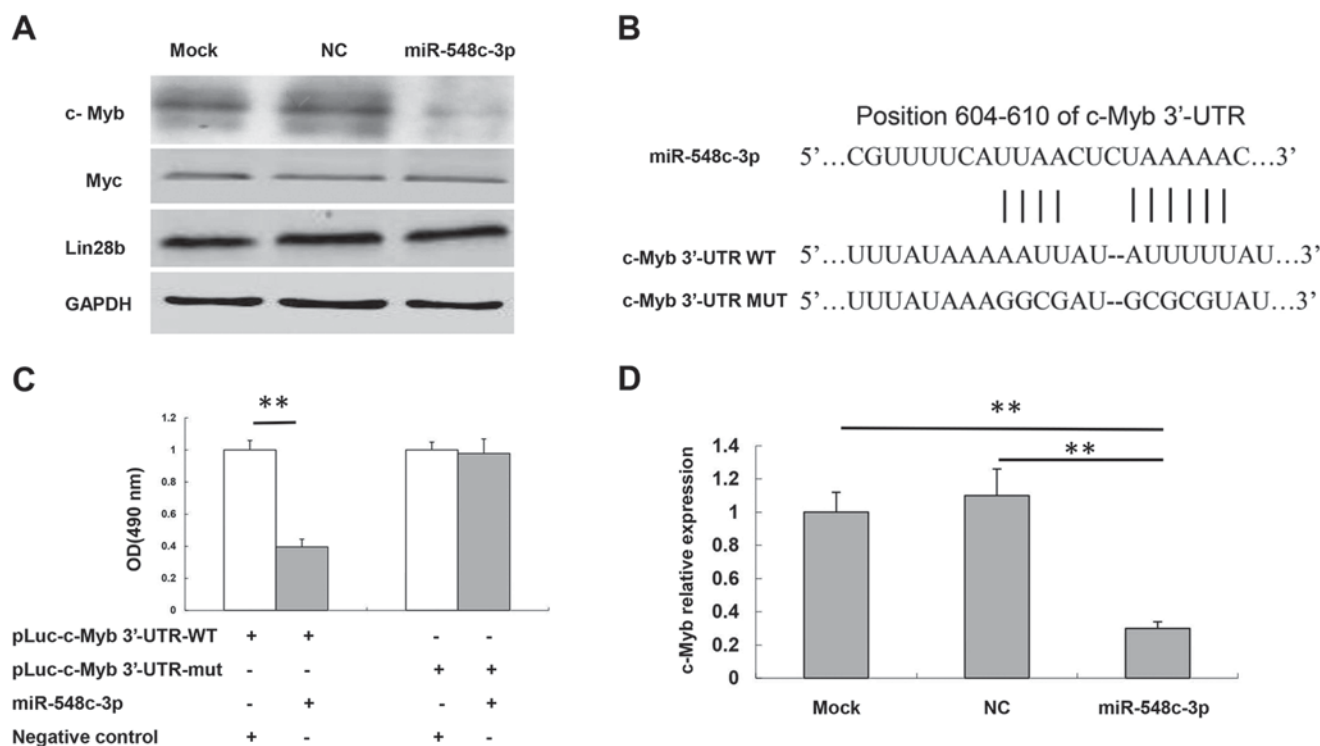 A
Mock NC miR-548c-3p
c- Myb
Myc
Lin28b
GAPDH
B
Position 604-610 of c-Myb 3’-UTR
miR-548c-3p 5’…CGUUUUCAUUAACUCUAAAAAC…3’
c-Myb 3’-UTR WT 5’…UUUAUAAAAAUUAU--AUUUUUAU…3’
c-Myb 3’-UTR MUT 5’…UUUAUAAAGGCGAU--GCGCGUAU…3’
C
**
1.2
1
0.8
0.6
0.4
0.2
0
OD(490 nm)
pLuc-c-Myb 3’-UTR-WT + + - -
pLuc-c-Myb 3’-UTR-mut - - + +
miR-548c-3p - + - +
Negative control + - + -
D
**
**
1.4
1.2
1
0.8
0.6
0.4
0.2
0
c-Myb relative expression
Mock NC miR-548c-3p